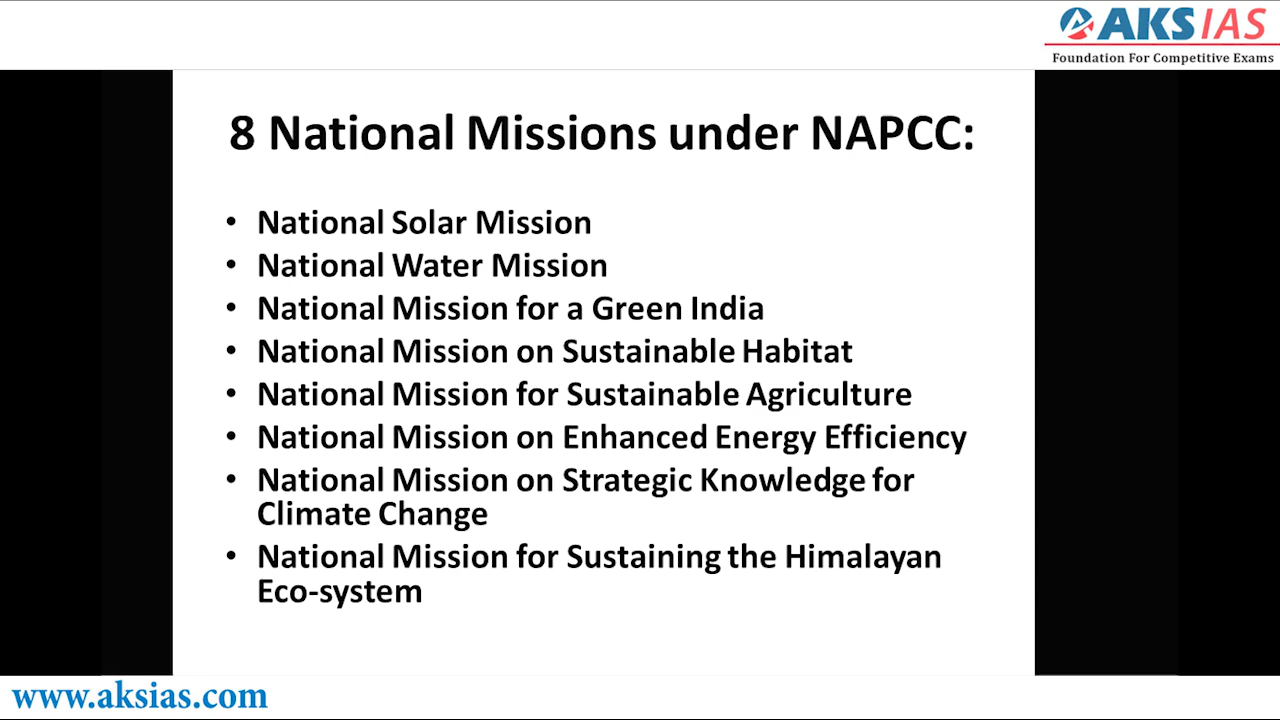 AKS IAS
Foundation For Competitive Exams
8 National Missions under NAPCC:
• National Solar Mission
• National Water Mission
• National Mission for a Green India
• National Mission on Sustainable Habitat
• National Mission for Sustainable Agriculture
• National Mission on Enhanced Energy Efficiency
• National Mission on Strategic Knowledge for
Climate Change
• National Mission for Sustaining the Himalayan
Eco-system
www.aksias.com